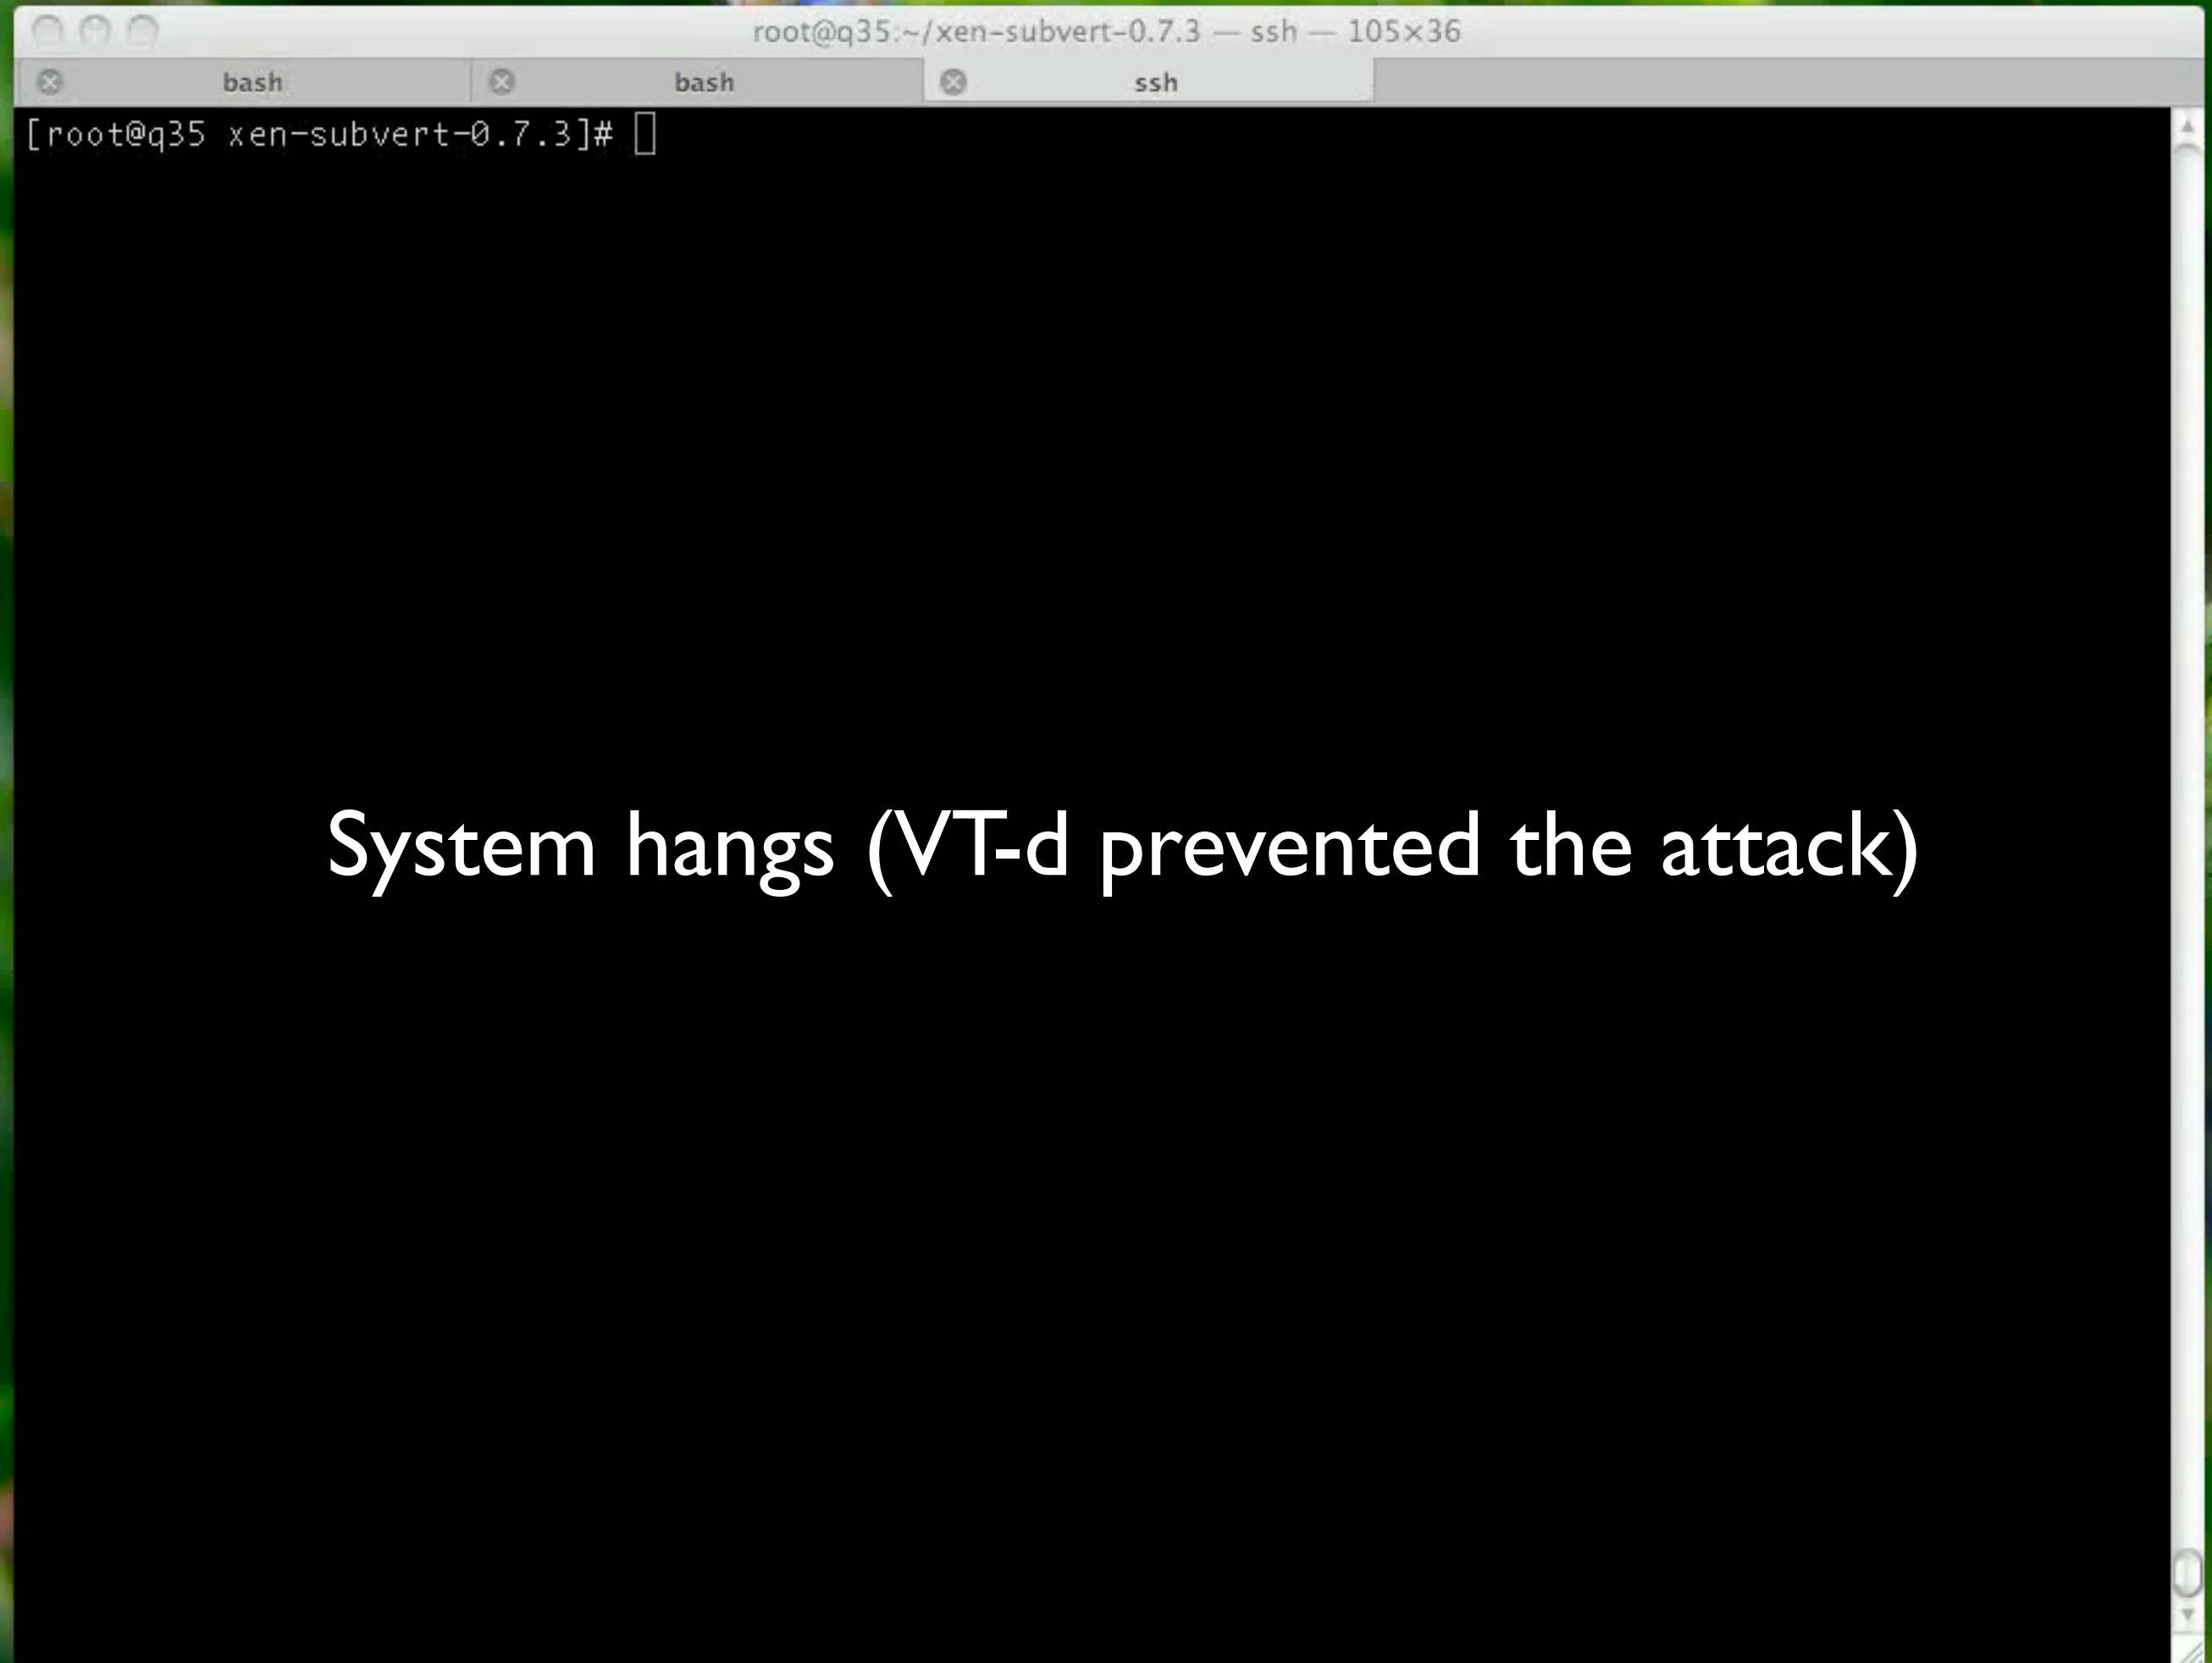 root@q35:~/xen-subvert-0.7.3 — ssh — 105×36
bash bash ssh
[root@q35 xen-subvert-0.7.3]#
System hangs (VT-d prevented the attack)